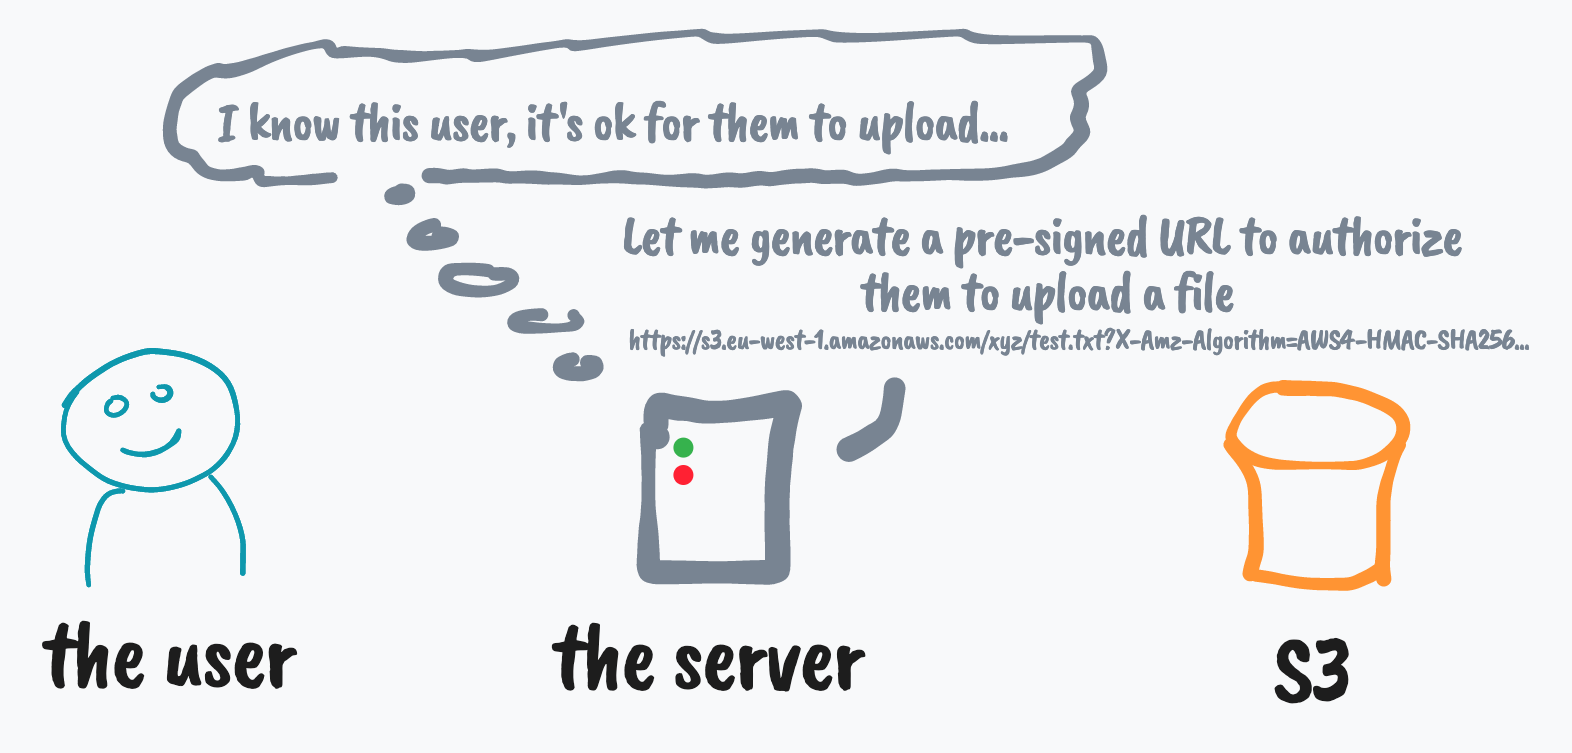 I know this user, it's ok for them to upload...
Let me generate a pre-signed URL to authorize
them to upload a file
https://s3.eu-west-1.amazonaws.com/xyz/test.txt?X-Amz-Algorithm=AWS4-HMAC-SHA256...
the user
the server
S3